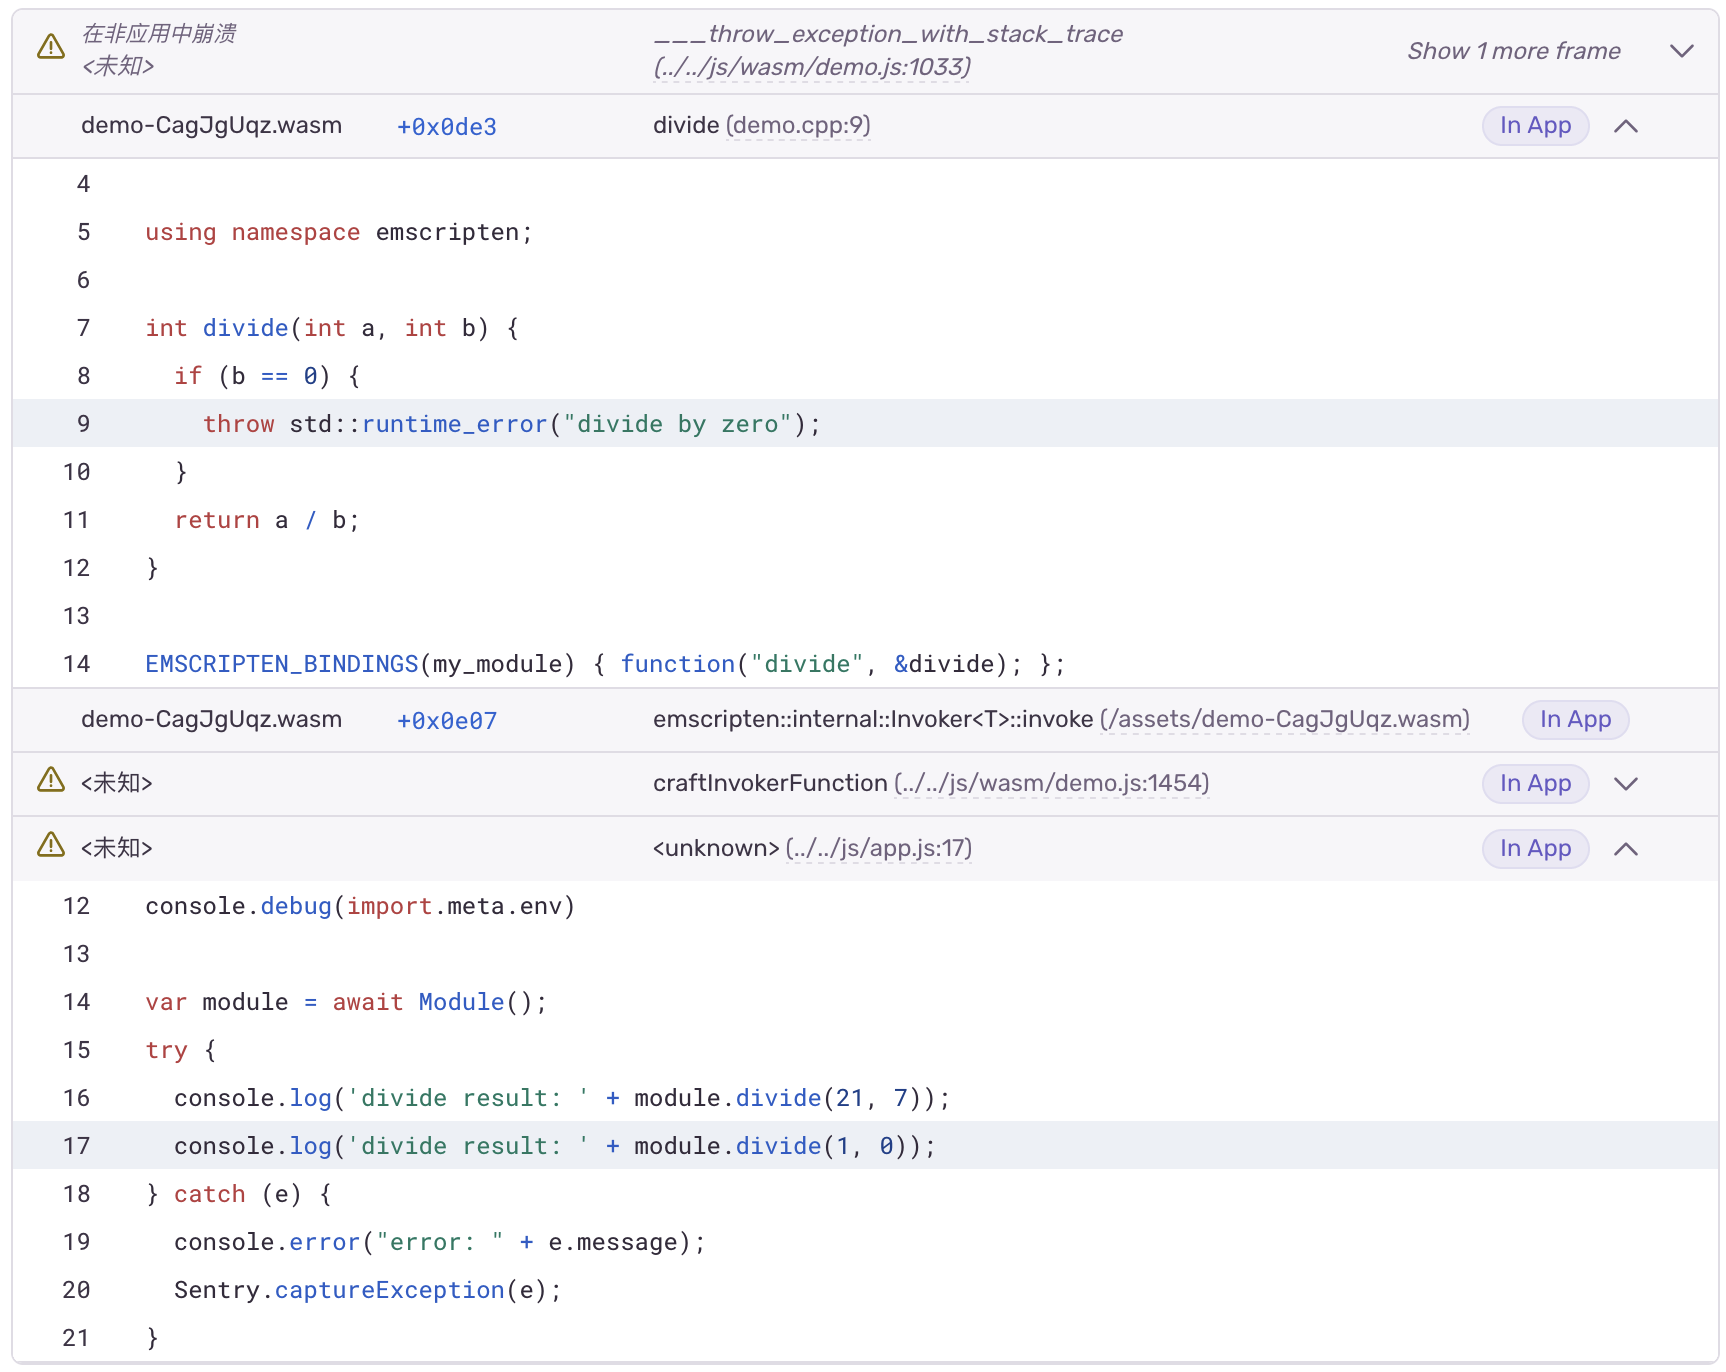 在非应用中崩溃
<未知>
___throw_exception_with_stack_trace
(../../js/wasm/demo.js:1033)
Show 1 more frame
demo-CagJgUqz.wasm +0x0de3 divide (demo.cpp:9) In App
4
5 using namespace emscripten;
6
7 int divide(int a, int b) {
8   if (b == 0) {
9     throw std::runtime_error("divide by zero");
10   }
11   return a / b;
12 }
13
14 EMSCRIPTEN_BINDINGS(my_module) { function("divide", &divide); };
demo-CagJgUqz.wasm +0x0e07 emscripten::internal::Invoker<T>::invoke (/assets/demo-CagJgUqz.wasm) In App
<未知> craftInvokerFunction (../../js/wasm/demo.js:1454) In App
<未知> <unknown> (../../js/app.js:17) In App
12 console.debug(import.meta.env)
13
14 var module = await Module();
15 try {
16   console.log('divide result: ' + module.divide(21, 7));
17   console.log('divide result: ' + module.divide(1, 0));
18 } catch (e) {
19   console.error("error: " + e.message);
20   Sentry.captureException(e);
21 }